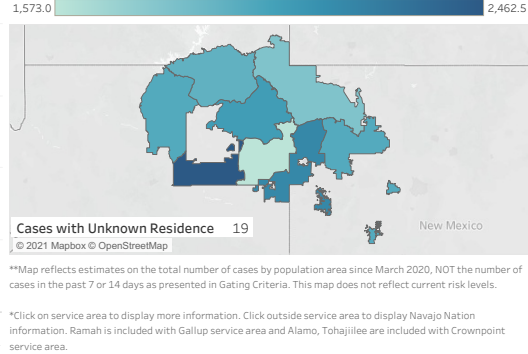 1,573.0 2,462.5
New Mexico
Cases with Unknown Residence 19
© 2021 Mapbox © OpenStreetMap
**Map reflects estimates on the total number of cases by population area since March 2020, NOT the number of
cases in the past 7 or 14 days as presented in Gating Criteria. This map does not reflect current risk levels.
*Click on service area to display more information. Click outside service area to display Navajo Nation
information. Ramah is included with Gallup service area and Alamo, Tohajiilee are included with Crownpoint
service area.